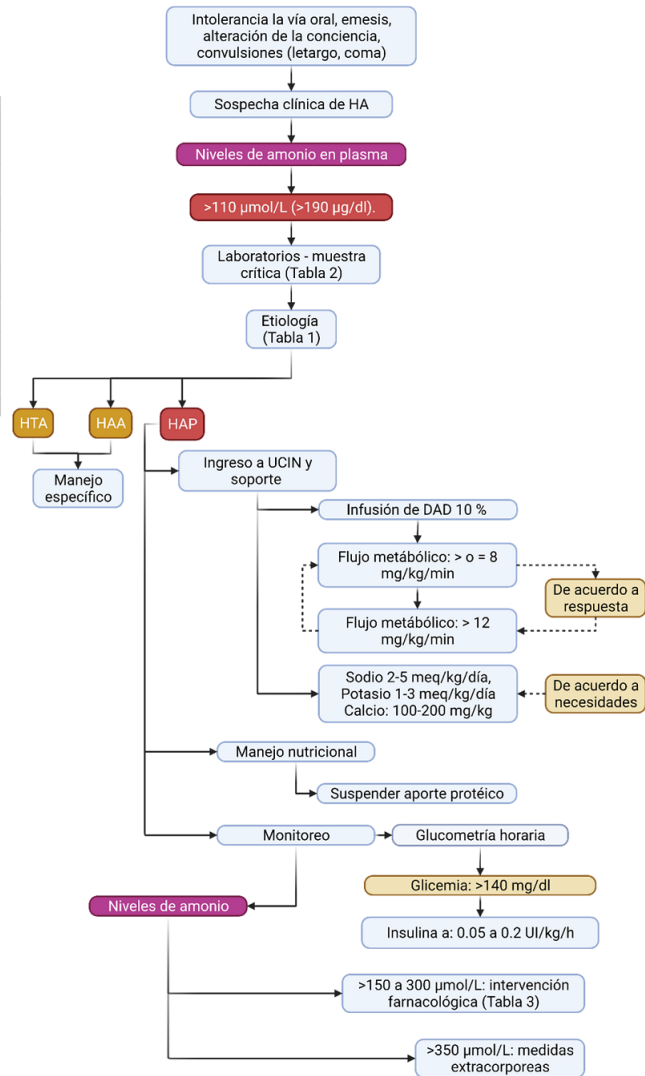 Intolerancia la vía oral, emesis,
alteración de la conciencia,
convulsiones (letargo, coma)
Sospecha clínica de HA
Niveles de amonio en plasma
>110 µmol/L (>190 µg/dl).
Laboratorios - muestra
crítica (Tabla 2)
Etiología
(Tabla 1)
HTA
HAA
HAP
Manejo
específico
Ingreso a UCIN y
soporte
Infusión de DAD 10 %
Flujo metábólico: > o = 8
mg/kg/min
De acuerdo a
respuesta
Flujo metabólico: > 12
mg/kg/min
Sodio 2-5 meq/kg/día,
Potasio 1-3 meq/kg/día
Calcio: 100-200 mg/kg
De acuerdo a
necesidades
Manejo nutricional
Suspender aporte protéico
Monitoreo
Glucometría horaria
Glicemia: >140 mg/dl
Niveles de amonio
Insulina a: 0.05 a 0.2 UI/kg/h
>150 a 300 µmol/L: intervención
farmacológica (Tabla 3)
>350 µmol/L: medidas
extracorporeas